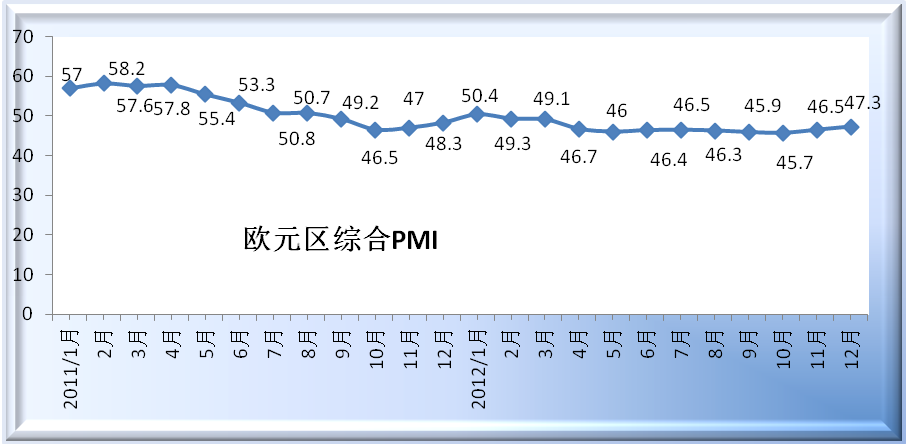 70
60
50
40
30
20
10
0
57
58.2
57.6
57.8
55.4
53.3
50.8
50.7
49.2
46.5
47
48.3
50.4
49.3
49.1
46.7
46
46.4
46.5
46.3
45.9
45.7
46.5
47.3
欧元区综合PMI
2011/1月
2月
3月
4月
5月
6月
7月
8月
9月
10月
11月
12月
2012/1月
2月
3月
4月
5月
6月
7月
8月
9月
10月
11月
12月